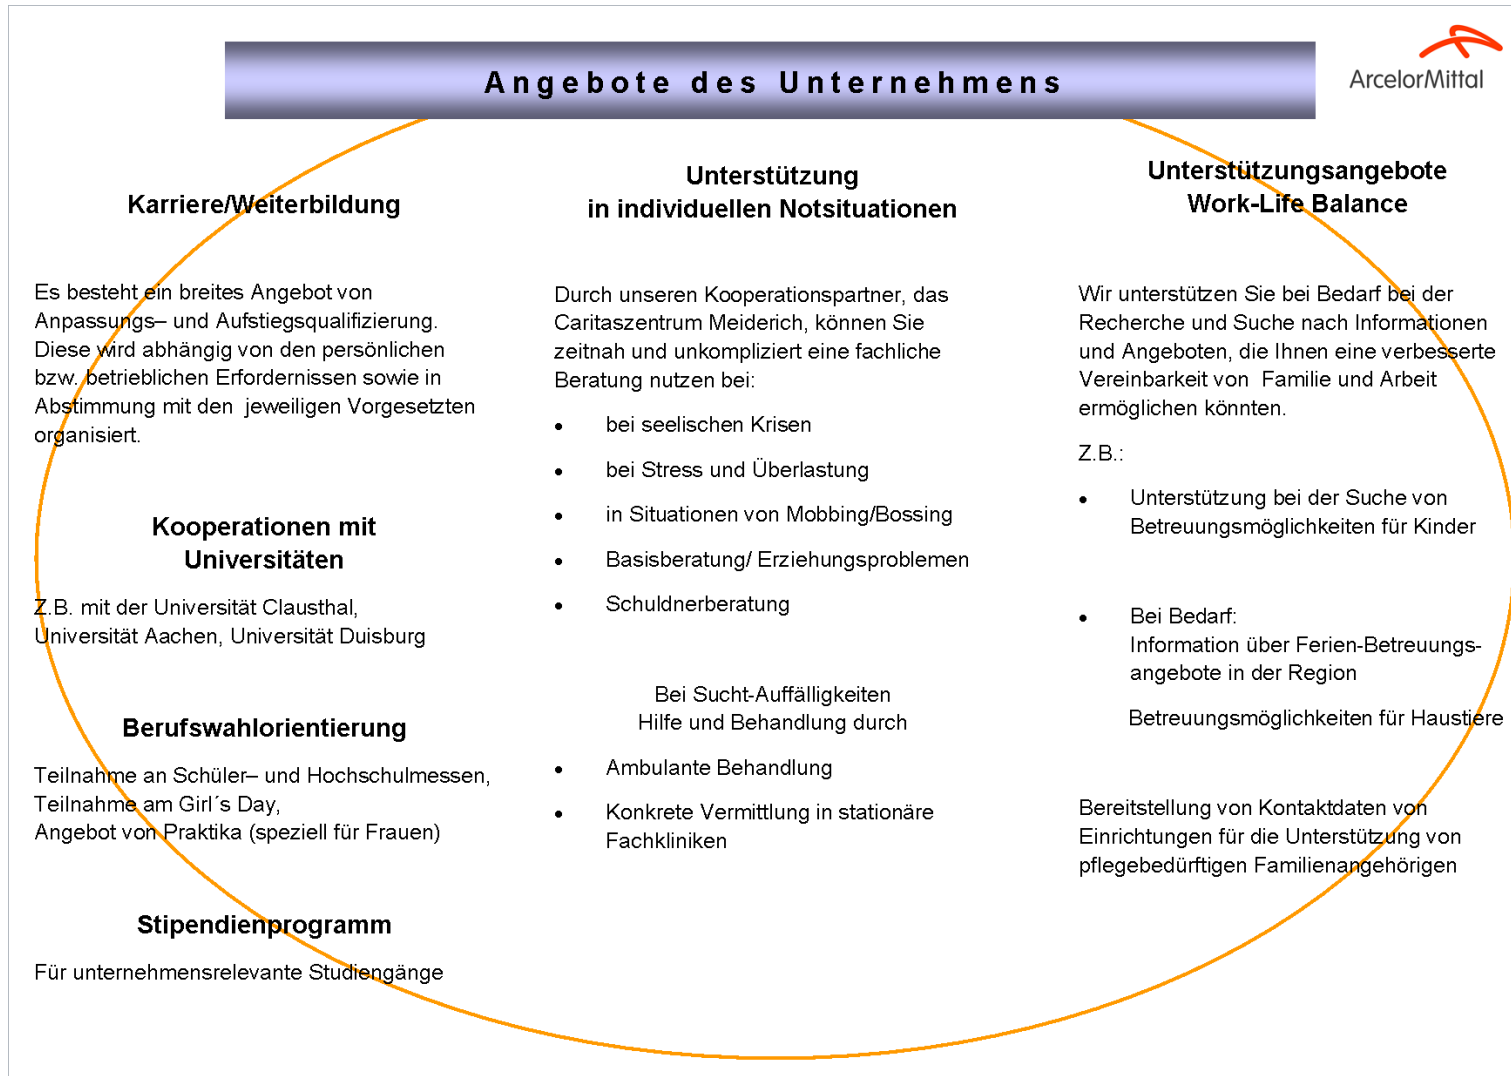 Angebote des Unternehmens
ArcelorMittal
Karriere/Weiterbildung
Es besteht ein breites Angebot von
Anpassungs– und Aufstiegsqualifizierung.
Diese wird abhängig von den persönlichen
bzw. betrieblichen Erfordernissen sowie in
Abstimmung mit den jeweiligen Vorgesetzten
organisiert.
Kooperationen mit
Universitäten
Z.B. mit der Universität Clausthal,
Universität Aachen, Universität Duisburg
Berufswahlorientierung
Teilnahme an Schüler– und Hochschulmessen,
Teilnahme am Girl´s Day,
Angebot von Praktika (speziell für Frauen)
Stipendienprogramm
Für unternehmensrelevante Studiengänge
Unterstützung
in individuellen Notsituationen
Durch unseren Kooperationspartner, das
Caritaszentrum Meiderich, können Sie
zeitnah und unkompliziert eine fachliche
Beratung nutzen bei:
• bei seelischen Krisen
• bei Stress und Überlastung
• in Situationen von Mobbing/Bossing
• Basisberatung/ Erziehungsproblemen
• Schuldnerberatung
Bei Sucht-Auffälligkeiten
Hilfe und Behandlung durch
• Ambulante Behandlung
• Konkrete Vermittlung in stationäre
Fachkliniken
Unterstützungsangebote
Work-Life Balance
Wir unterstützen Sie bei Bedarf bei der
Recherche und Suche nach Informationen
und Angeboten, die Ihnen eine verbesserte
Vereinbarkeit von Familie und Arbeit
ermöglichen könnten.
Z.B.:
• Unterstützung bei der Suche von
Betreuungsmöglichkeiten für Kinder
• Bei Bedarf:
Information über Ferien-Betreuungs-
angebote in der Region
Betreuungsmöglichkeiten für Haustiere
Bereitstellung von Kontaktdaten von
Einrichtungen für die Unterstützung von
pflegebedürftigen Familienangehörigen